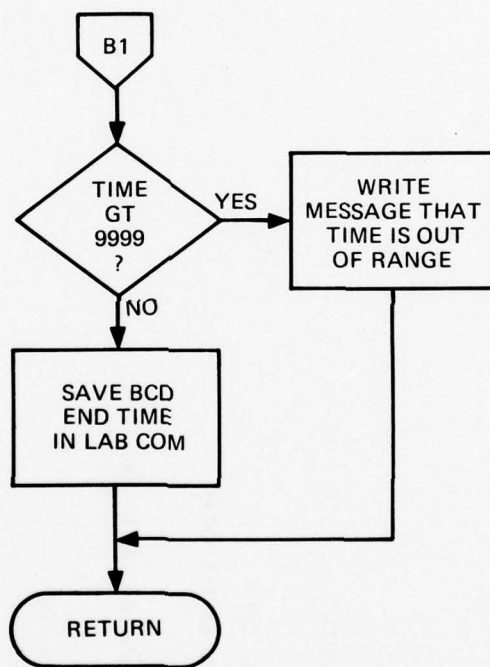 B1
TIME
GT
9999
?
YES
NO
WRITE
MESSAGE THAT
TIME IS OUT
OF RANGE
SAVE BCD
END TIME
IN LAB COM
RETURN